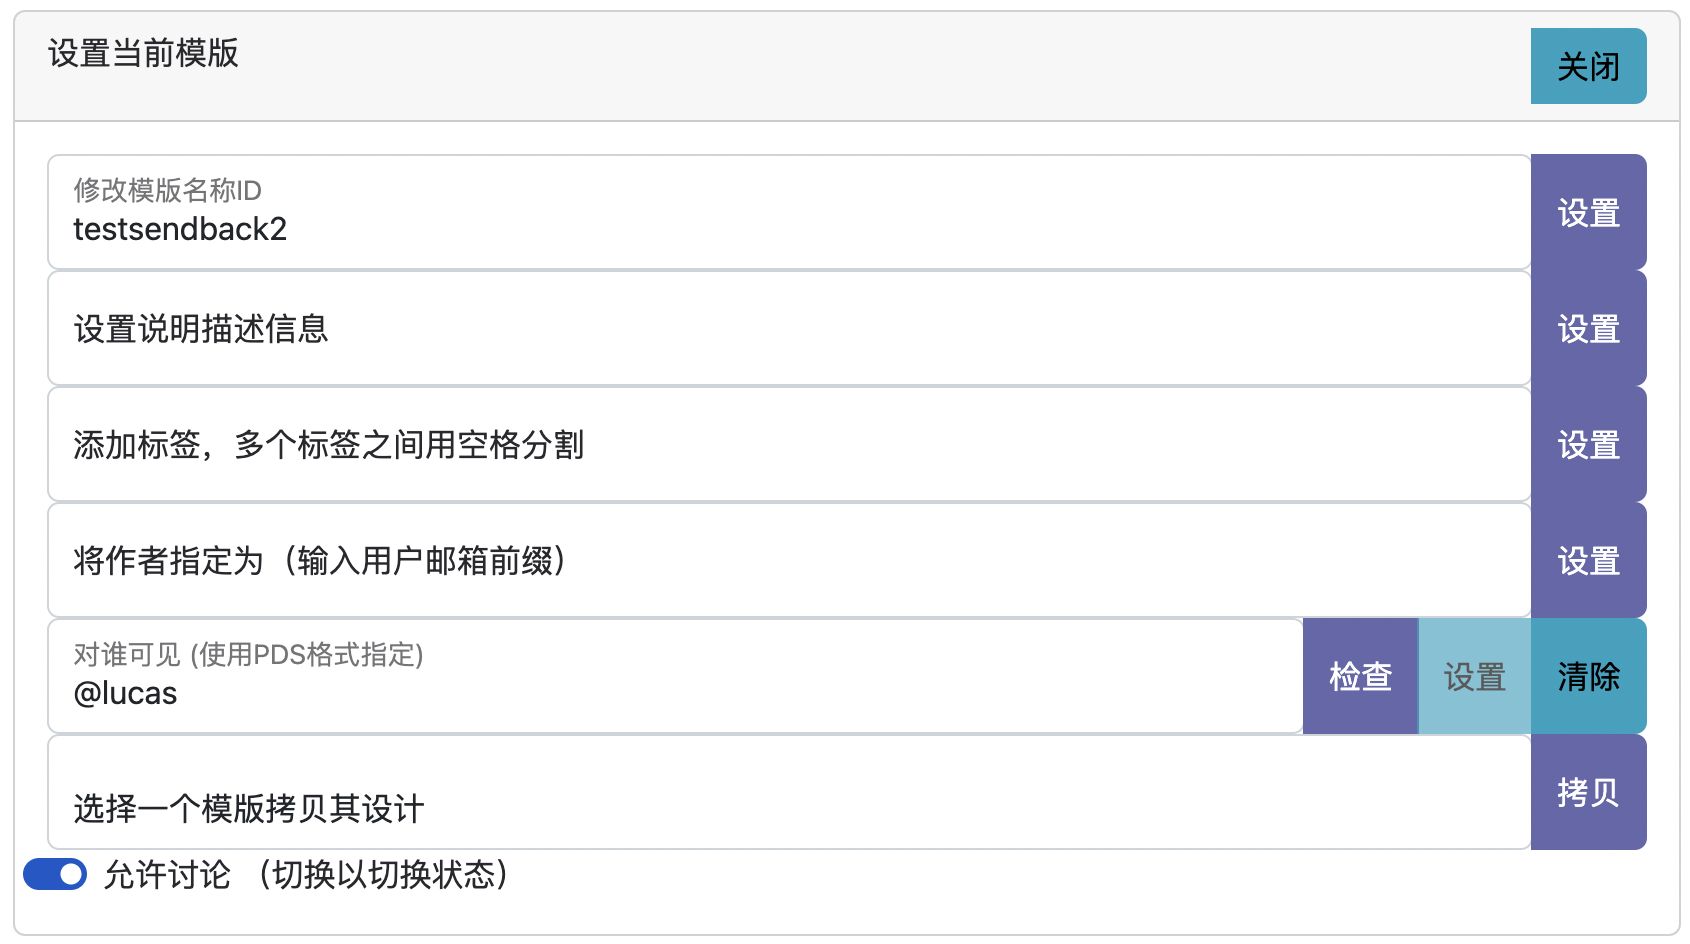 设置当前模版
关闭
修改模版名称ID
testsendback2
设置
设置说明描述信息
设置
添加标签，多个标签之间用空格分割
设置
将作者指定为（输入用户邮箱前缀）
设置
对谁可见 (使用PDS格式指定)
@lucas
检查
设置
清除
选择一个模版拷贝其设计
拷贝
允许讨论 （切换以切换状态）